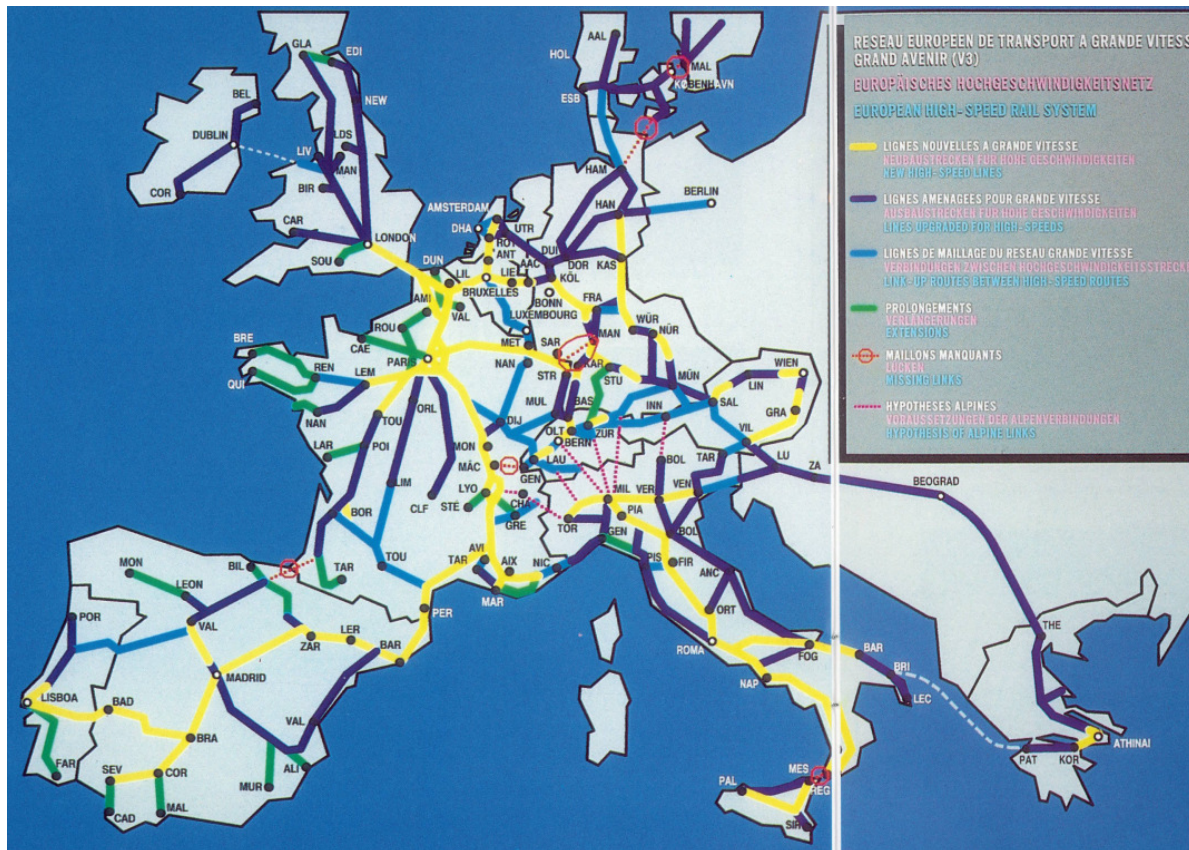 RESEAU EUROPEEN DE TRANSPORT A GRANDE VITESS
GRAND AVENIR (V3)
EUROPÄISCHES HOCHGESCHWINDIGKEITSNETZ
EUROPEAN HIGH-SPEED RAIL SYSTEM
LIGNES NOUVELLES A GRANDE VITESSE
NEUBAUSTRECKEN FÜR HOHE GESCHWINDIGKEITEN
NEW HIGH-SPEED LINES
LIGNES AMENAGEES POUR GRANDE VITESSE
AUSBAUSTRECKEN FÜR HOHE GESCHWINDIGKEITEN
LINES UPGRADED FOR HIGH-SPEEDS
LIGNES DE MAILLAGE DU RESEAU GRANDE VITESSE
VERBINDUNGEN ZWISCHEN HOCHGESCHWINDIGKEITSSTRECKE
LINK-UP ROUTES BETWEEN HIGH-SPEED ROUTES
PROLONGEMENTS
VERLÄNGERUNGEN
EXTENSIONS
MAILLONS MANQUANTS
LÜCKEN
MISSING LINKS
HYPOTHESES ALPINES
VORAUSSETZUNGEN DER ALPENVERBINDUNGEN
HYPOTHESIS OF ALPINE LINKS
GLA
EDI
NEW
BEL
DUBLIN
COR
LDS
LIV
MAN
BIR
CAR
LONDON
SOU
AAL
HOL
ESB
MAL
KØBENHAVN
HAM
HAN
BERLIN
AMSTERDAM
DHA
UTR
ROT
ANT
AAC
DUI
DOR
KAS
DUN
LIL
LIE
KÖL
BRUXELLES
BONN
LUXEMBOURG
FRA
WÜR
NÜR
AMI
VAL
ROU
CAE
PARIS
MET
SAR
MAN
KAR
NAN
STR
STU
MÜN
BRE
QUI
REN
LEM
NAN
TOU
ORL
MUL
BAS
DIJ
OLT
BERN
ZUR
INN
SAL
LIN
WIEN
GRA
VIL
LAR
POI
MON
LAU
MÂC
GEN
BOL
TAR
LU
ZA
BEOGRAD
LIM
CLF
LYO
STÉ
CHA
GRE
MIL
VER
VEN
TOR
PIA
GEN
BOL
BOR
TOU
AVI
TAR
AIX
NIC
MAR
PIS
FIR
ANC
MON
LEON
BIL
TAR
PER
ORT
POR
VAL
ZAR
LER
BAR
ROMA
FOG
BAR
BRI
NAP
LEC
THE
LISBOA
BAD
MADRID
VAL
BRA
FAR
SEV
COR
MUR
ALI
CAD
MAL
PAL
MES
REG
SIR
PAT
KOR
ATHINAI